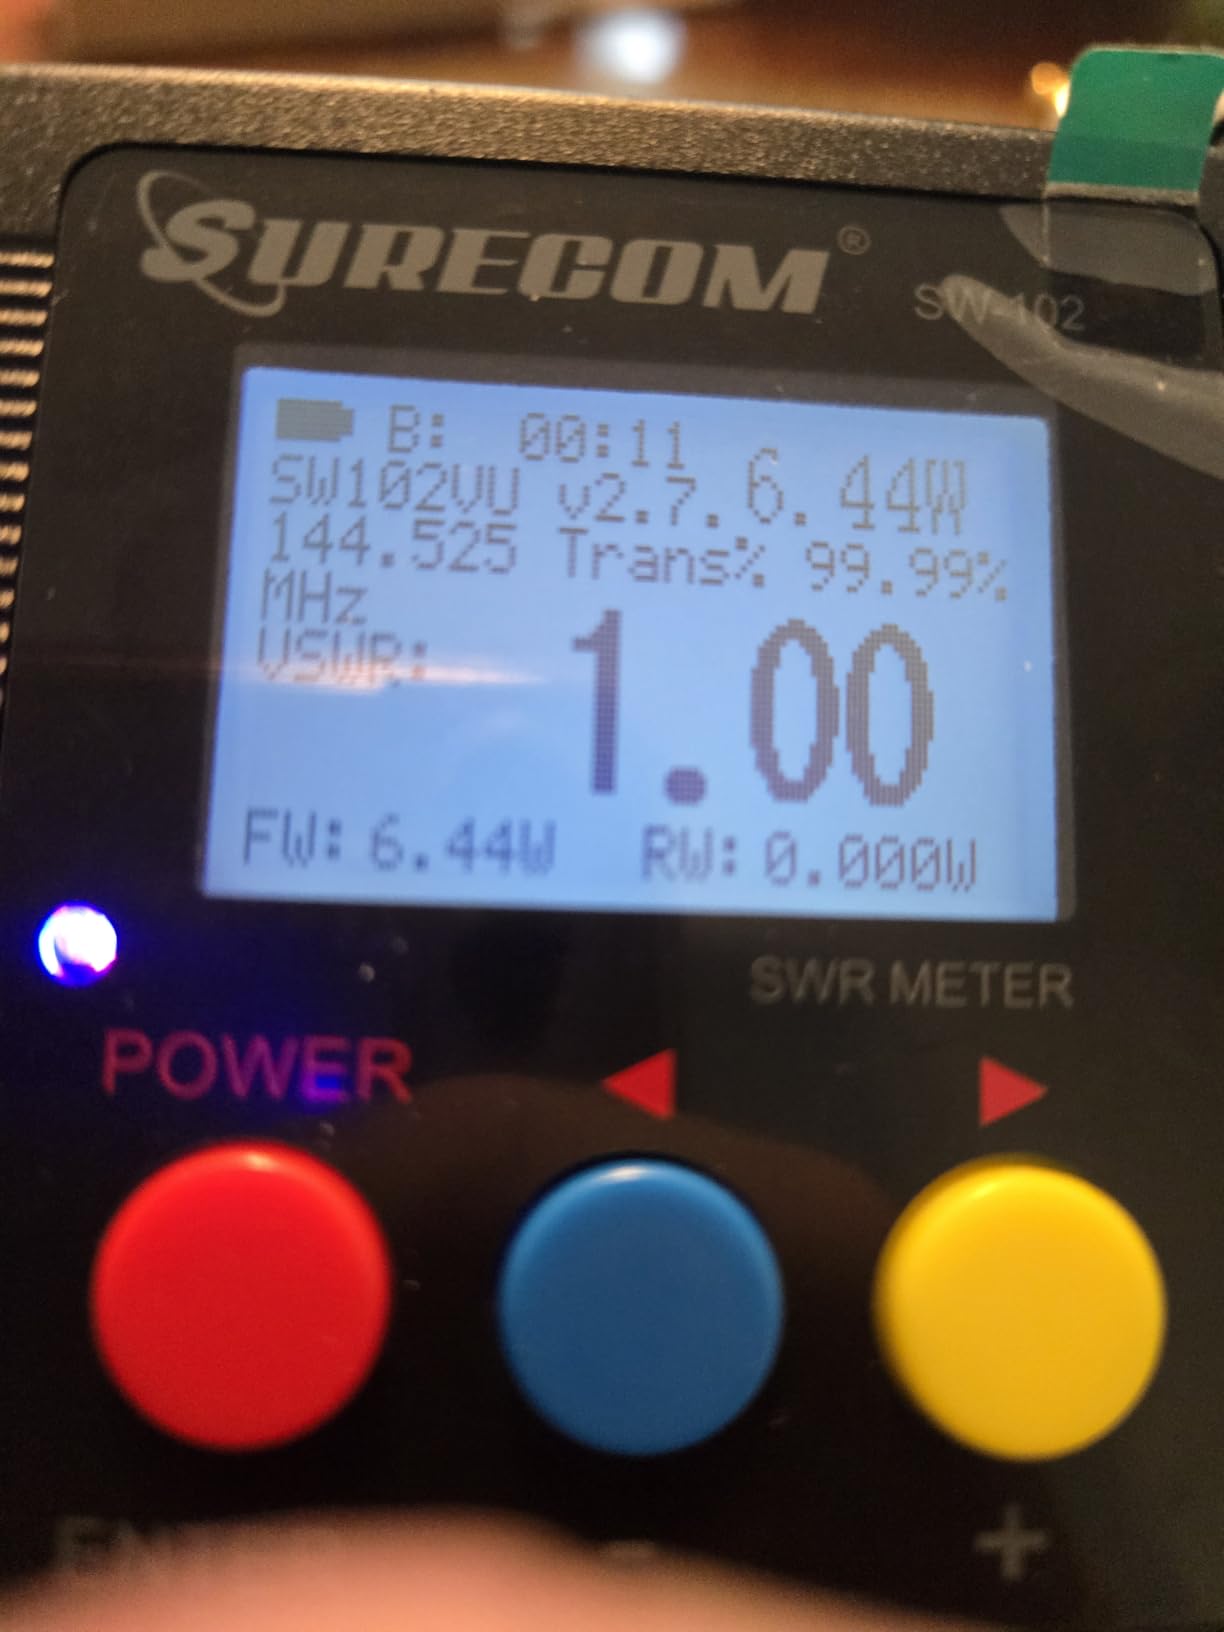 SURECOM®
SW-102
B: 00:11
SW102VU v2.7. 6.44W
144.525 Trans% 99.99%
MHz
VSWR: 1.00
FW: 6.44W RW: 0.000W
SWR METER
POWER ◀ ▶
- +